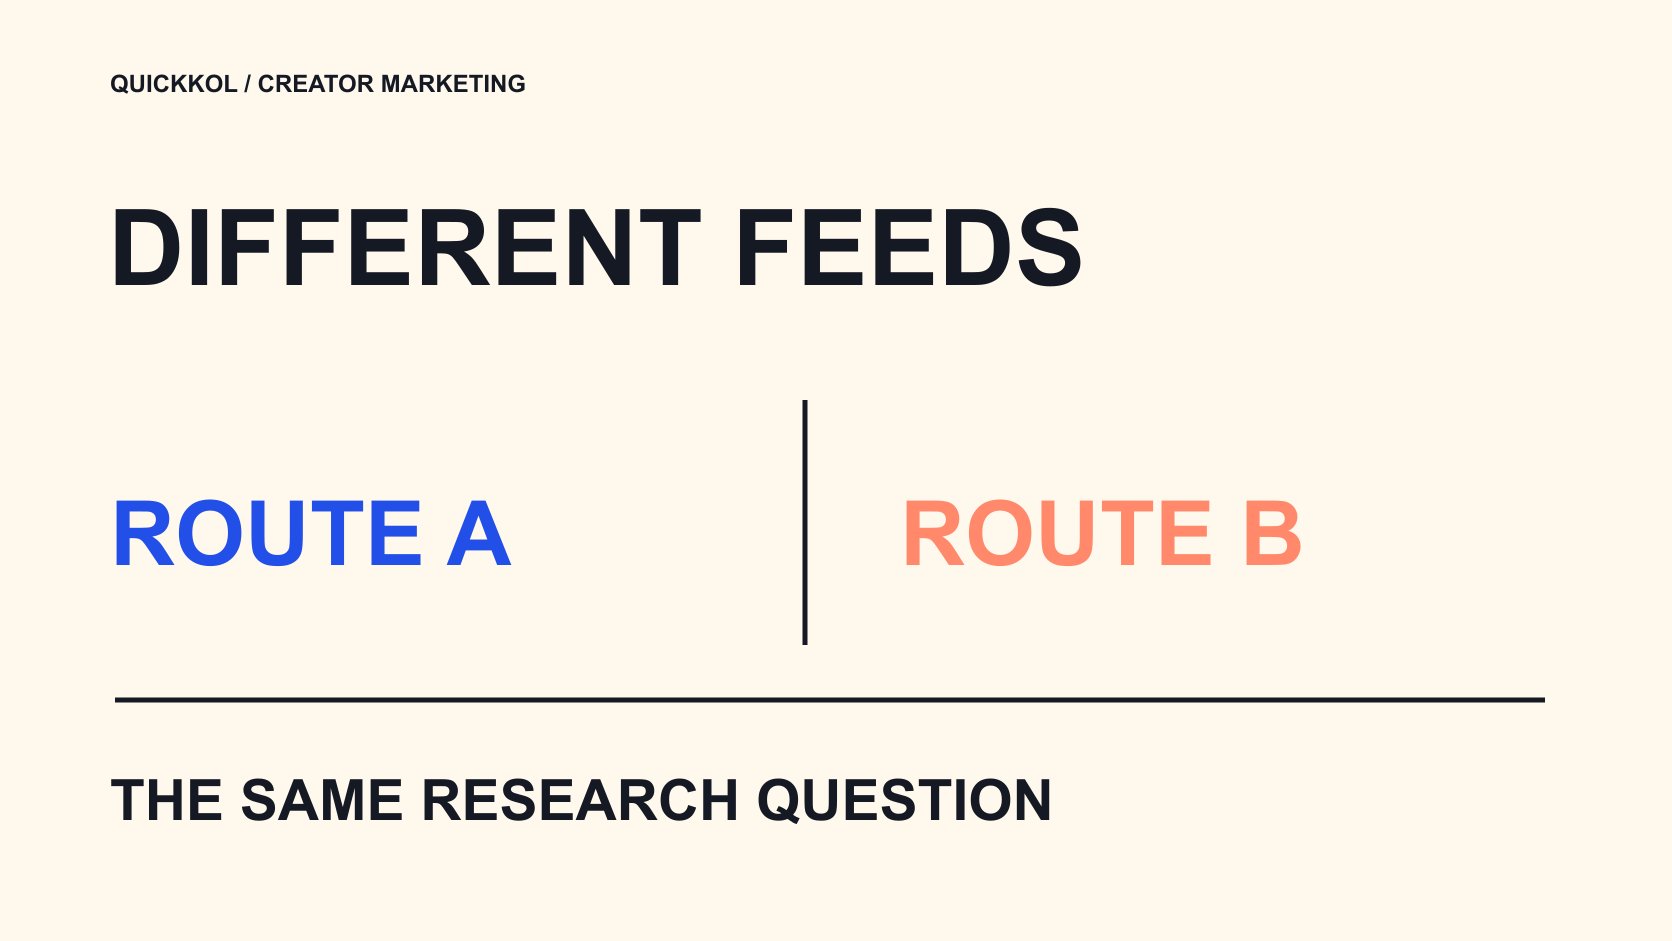 QUICKKOL / CREATOR MARKETING
DIFFERENT FEEDS
ROUTE A
ROUTE B
THE SAME RESEARCH QUESTION